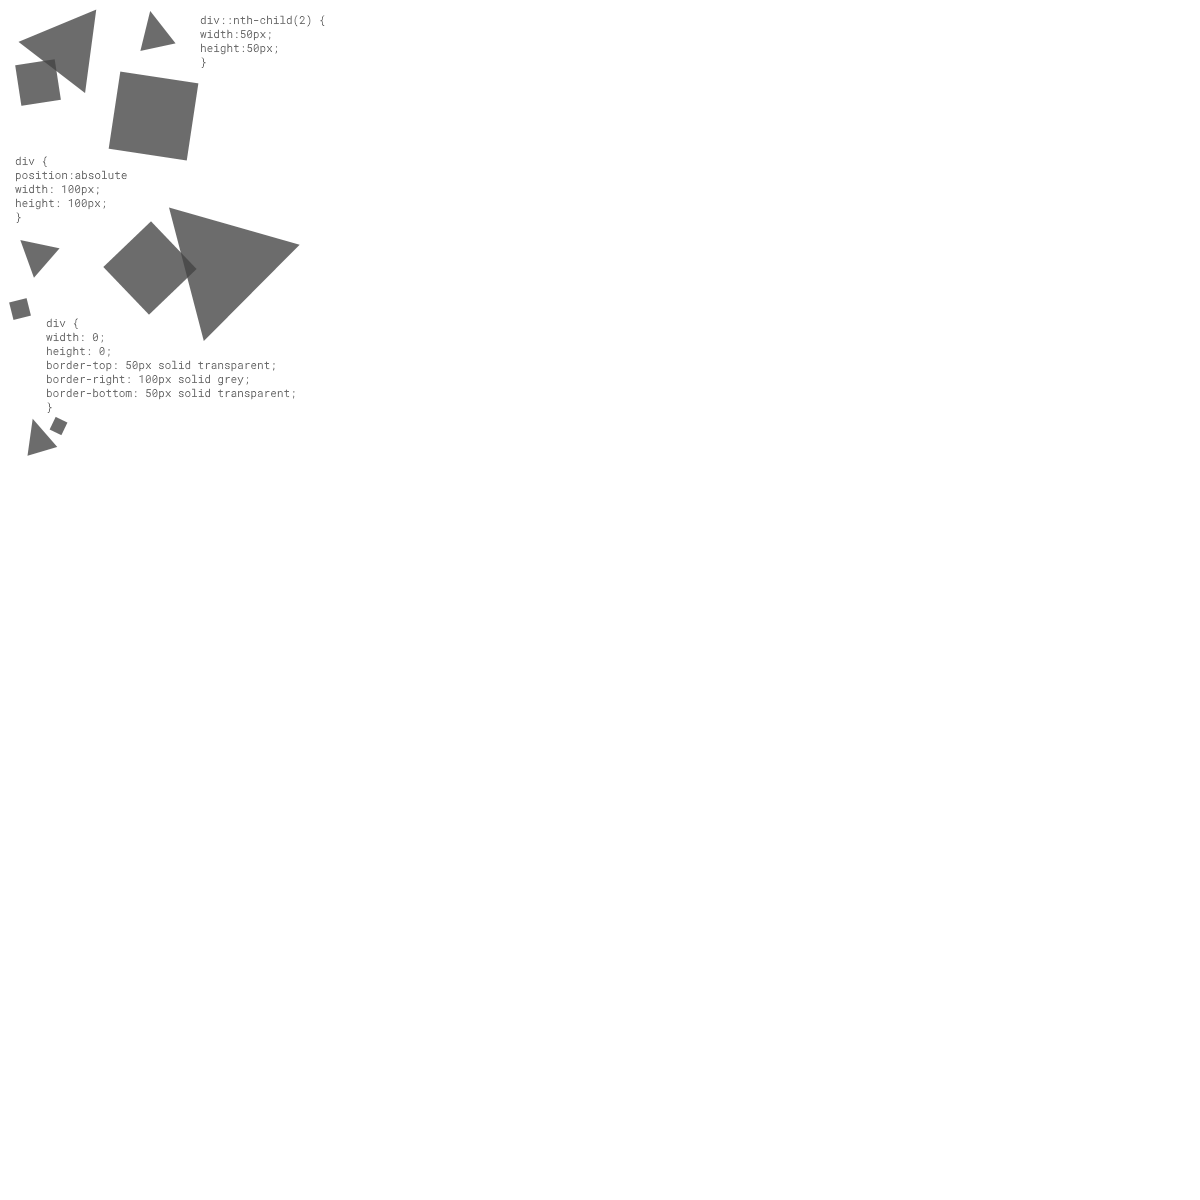 div::nth-child(2) {
width:50px;
height:50px;
}
div {
position:absolute
width: 100px;
height: 100px;
}
div {
width: 0;
height: 0;
border-top: 50px solid transparent;
border-right: 100px solid grey;
border-bottom: 50px solid transparent;
}